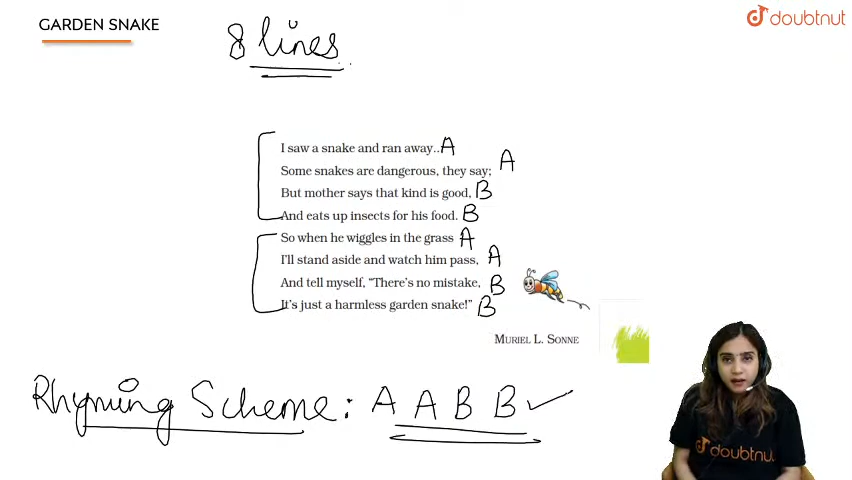 GARDEN SNAKE
8 lines
doubtnut
I saw a snake and ran away.. A
Some snakes are dangerous, they say; A
But mother says that kind is good, B
And eats up insects for his food. B
So when he wiggles in the grass A
I'll stand aside and watch him pass, A
And tell myself, “There's no mistake, B
It's just a harmless garden snake!” B
MURIEL L. SONNE
Rhyming Scheme: A A B B ✓
doubtnut